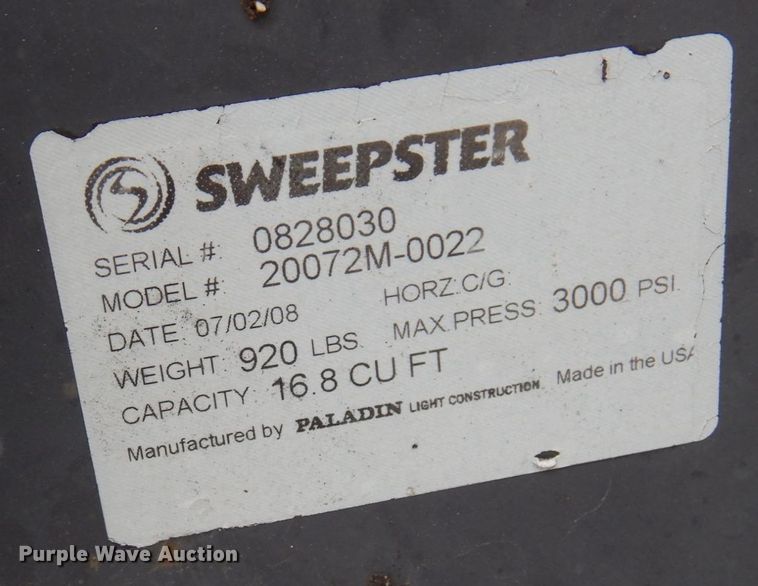 SWEEPSTER
SERIAL #: 0828030
MODEL #: 20072M-0022
DATE: 07/02/08 HORZ. C/G:
WEIGHT: 920 LBS. MAX. PRESS: 3000 PSI.
CAPACITY: 16.8 CU FT
Manufactured by PALADIN LIGHT CONSTRUCTION. Made in the USA
Purple Wave Auction